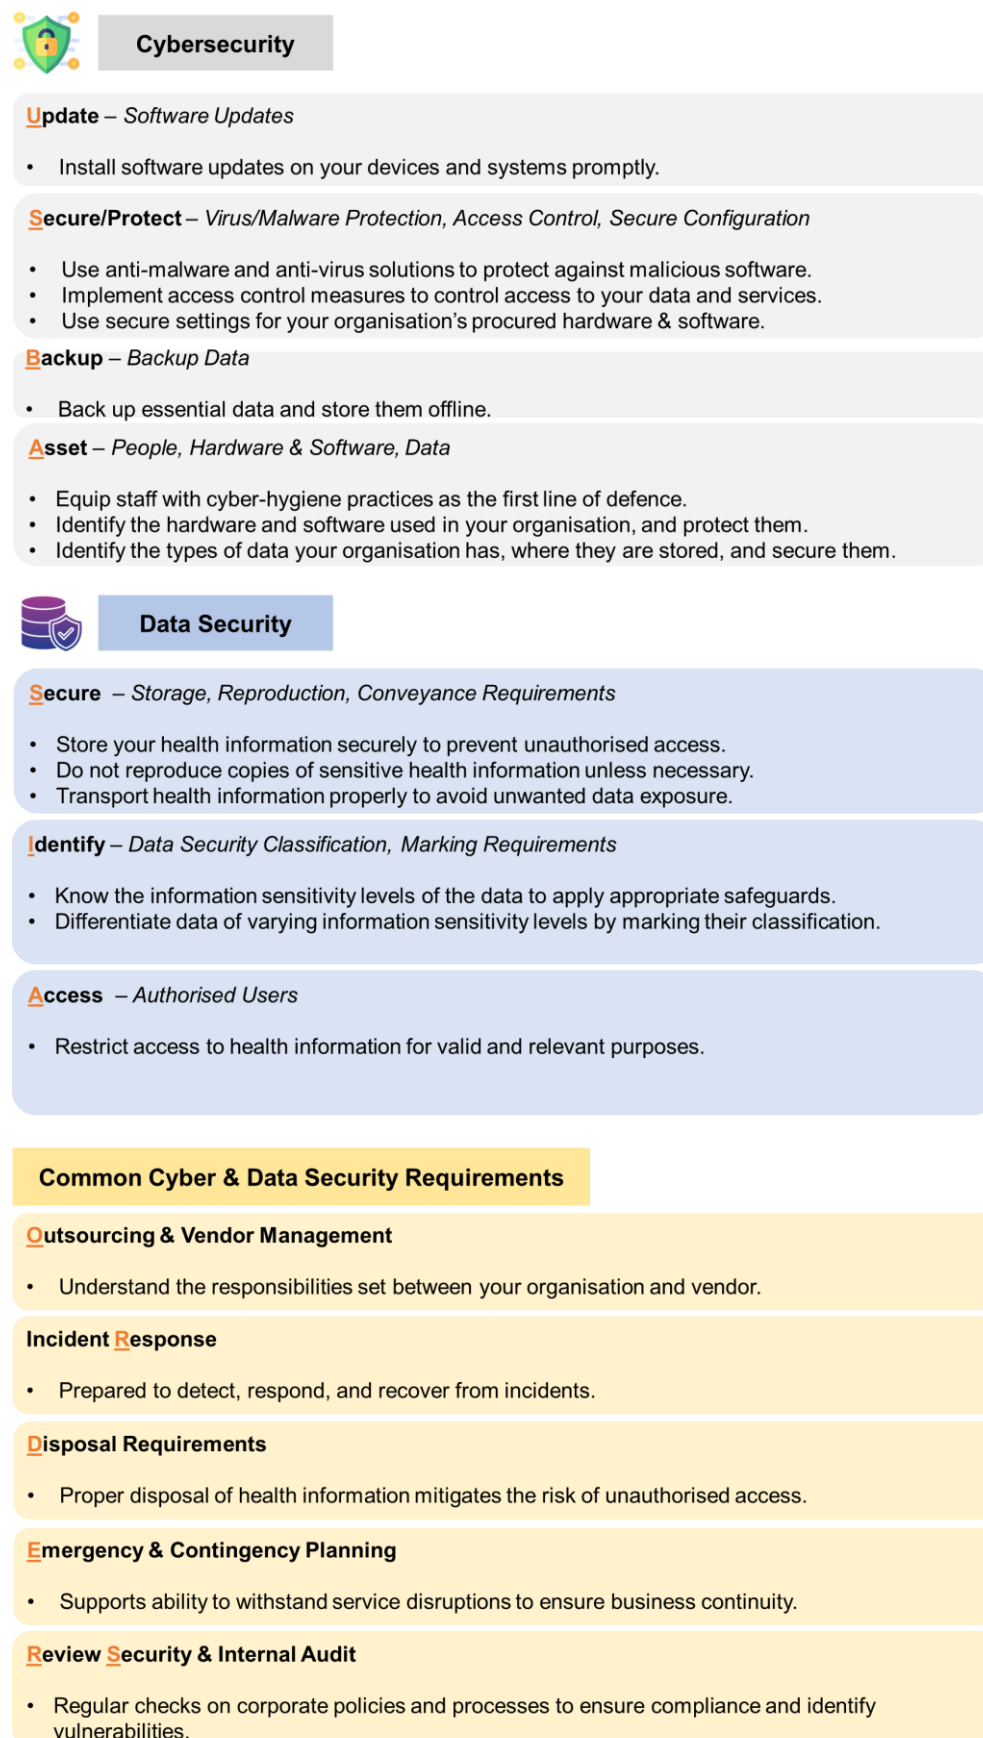 Cybersecurity
Update – Software Updates
• Install software updates on your devices and systems promptly.
Secure/Protect – Virus/Malware Protection, Access Control, Secure Configuration
• Use anti-malware and anti-virus solutions to protect against malicious software.
• Implement access control measures to control access to your data and services.
• Use secure settings for your organisation’s procured hardware & software.
Backup – Backup Data
• Back up essential data and store them offline.
Asset – People, Hardware & Software, Data
• Equip staff with cyber-hygiene practices as the first line of defence.
• Identify the hardware and software used in your organisation, and protect them.
• Identify the types of data your organisation has, where they are stored, and secure them.
Data Security
Secure – Storage, Reproduction, Conveyance Requirements
• Store your health information securely to prevent unauthorised access.
• Do not reproduce copies of sensitive health information unless necessary.
• Transport health information properly to avoid unwanted data exposure.
Identify – Data Security Classification, Marking Requirements
• Know the information sensitivity levels of the data to apply appropriate safeguards.
• Differentiate data of varying information sensitivity levels by marking their classification.
Access – Authorised Users
• Restrict access to health information for valid and relevant purposes.
Common Cyber & Data Security Requirements
Outsourcing & Vendor Management
• Understand the responsibilities set between your organisation and vendor.
Incident Response
• Prepared to detect, respond, and recover from incidents.
Disposal Requirements
• Proper disposal of health information mitigates the risk of unauthorised access.
Emergency & Contingency Planning
• Supports ability to withstand service disruptions to ensure business continuity.
Review Security & Internal Audit
• Regular checks on corporate policies and processes to ensure compliance and identify
vulnerabilities.